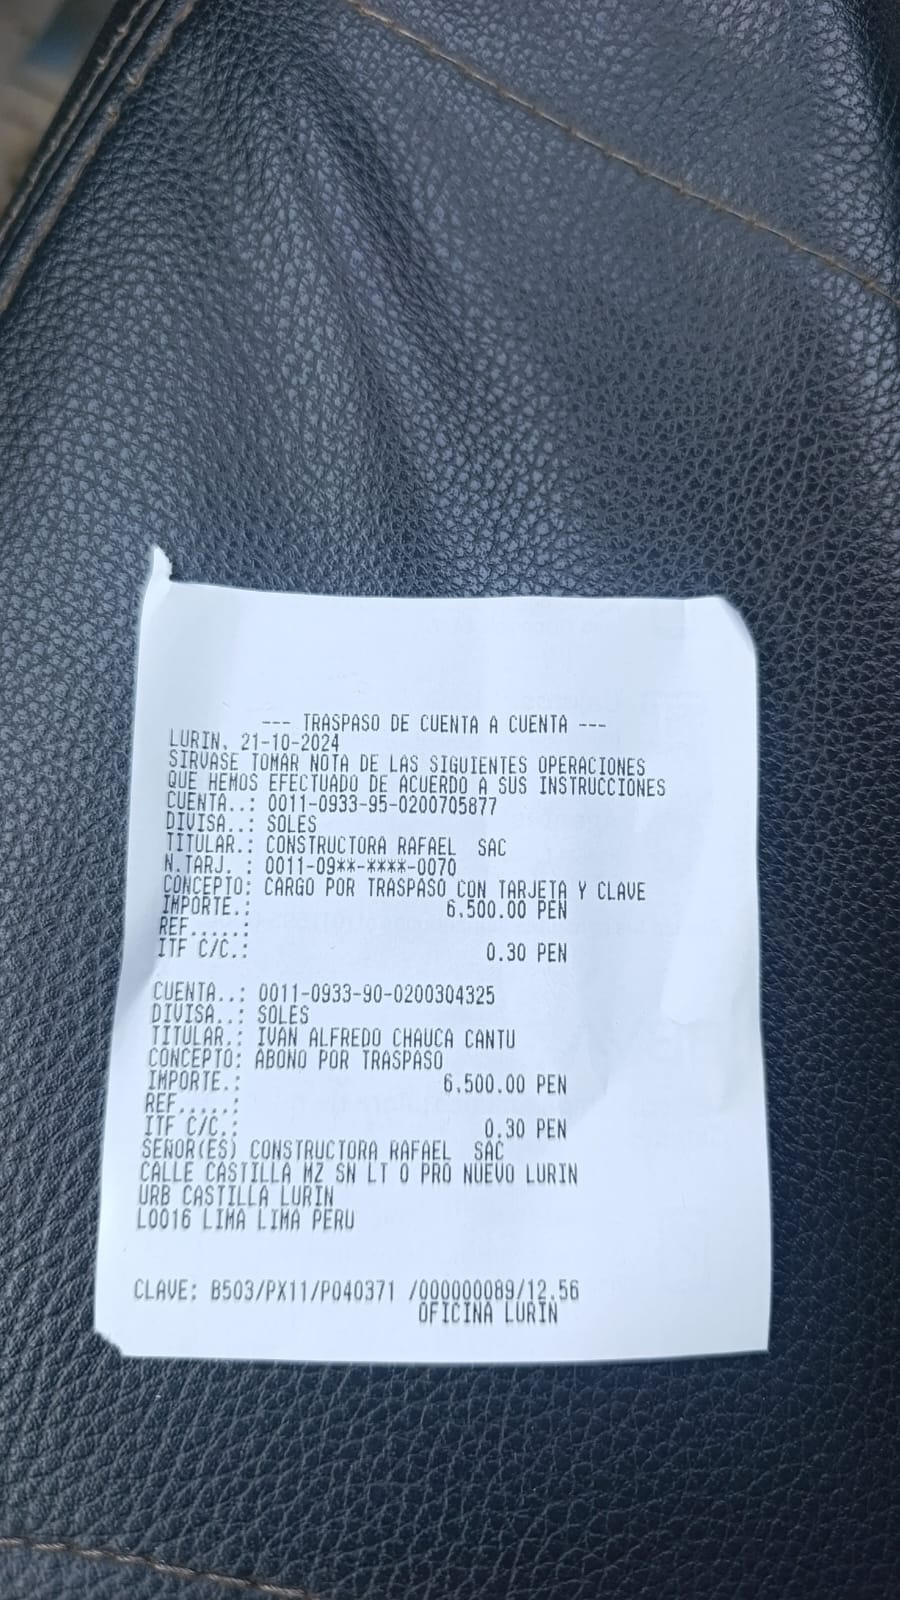 --- TRASPASO DE CUENTA A CUENTA ---
LURIN, 21-10-2024
SIRVASE TOMAR NOTA DE LAS SIGUIENTES OPERACIONES
QUE HEMOS EFECTUADO DE ACUERDO A SUS INSTRUCCIONES
CUENTA..: 0011-0933-95-0200705877
DIVISA..: SOLES
TITULAR.: CONSTRUCTORA RAFAEL  SAC
N.TARJ. : 0011-09**-****-0070
CONCEPTO: CARGO POR TRASPASO CON TARJETA Y CLAVE
IMPORTE.: 6,500.00 PEN
REF.....:
ITF C/C.: 0.30 PEN
CUENTA..: 0011-0933-90-0200304325
DIVISA..: SOLES
TITULAR.: IVAN ALFREDO CHAUCA CANTU
CONCEPTO: ABONO POR TRASPASO
IMPORTE.: 6,500.00 PEN
REF.....:
ITF C/C.: 0.30 PEN
SEÑOR(ES) CONSTRUCTORA RAFAEL  SAC
CALLE CASTILLA MZ SN LT O PRO NUEVO LURIN
URB CASTILLA LURIN
L0016 LIMA LIMA PERU
CLAVE: B503/PX11/P040371 /000000089/12.56
OFICINA LURIN